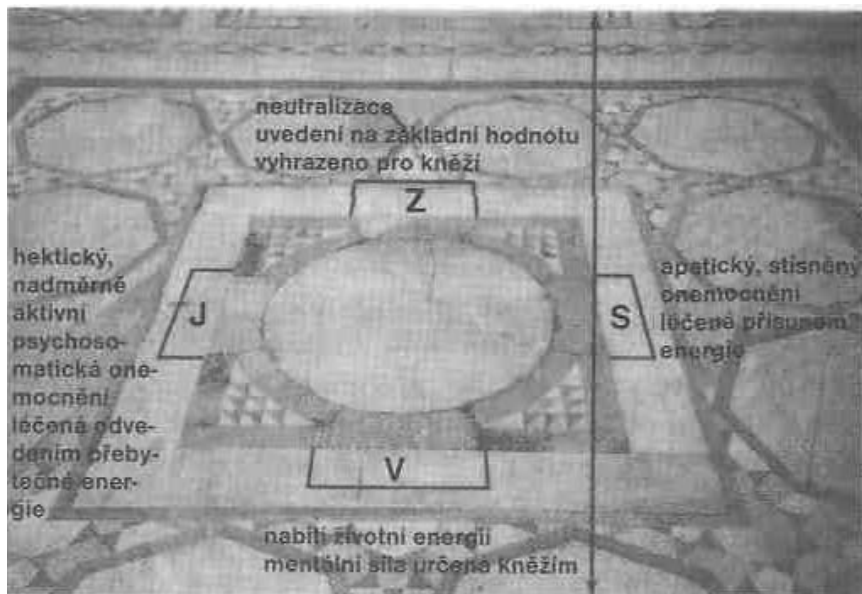 neutralizace
uvedení na základní hodnotu
vyhrazeno pro kněží
Z
hektický,
nadměrně
aktivní
psychoso-
matická one-
mocnění
léčená odve-
dením přeby-
tečné ener-
gie
J
apatický, stísněný
onemocnění
léčené přísunem
energie
S
V
nabití životní energií
mentální síla určená kněžím